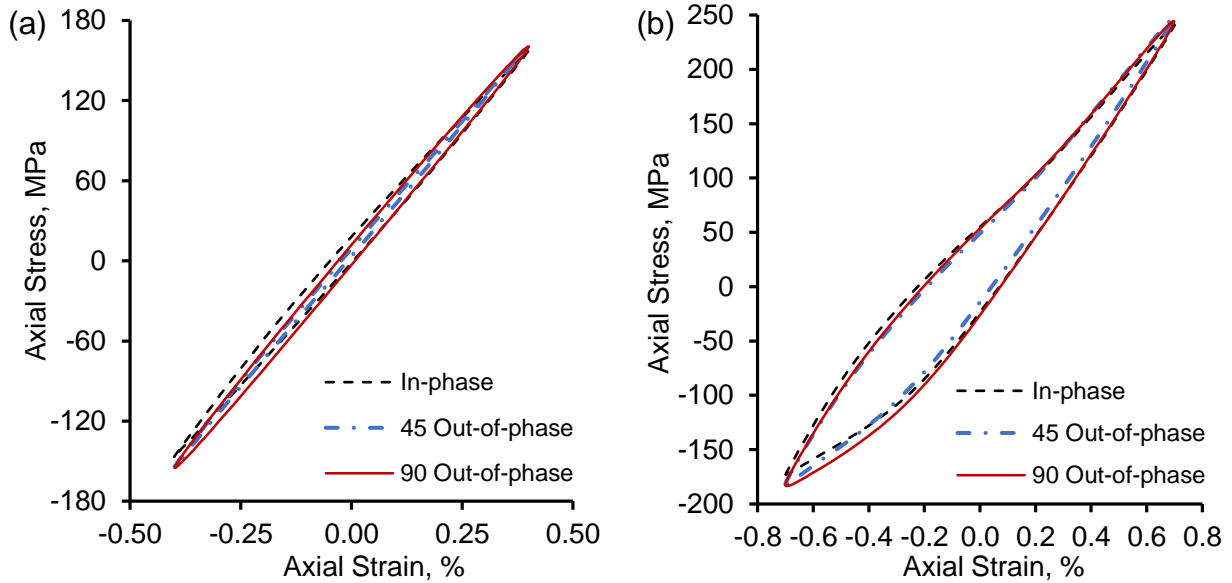 (a)
Axial Stress, MPa
180
120
60
0
-60
-120
-180
-0.50
-0.25
0.00
0.25
0.50
Axial Strain, %
In-phase
45 Out-of-phase
90 Out-of-phase
(b)
Axial Stress, MPa
250
200
150
100
50
0
-50
-100
-150
-200
-0.8
-0.6
-0.4
-0.2
0.0
0.2
0.4
0.6
0.8
Axial Strain, %
In-phase
45 Out-of-phase
90 Out-of-phase